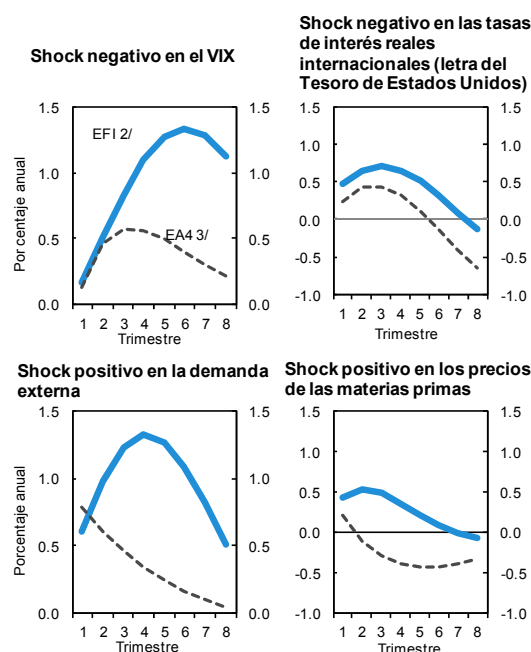 Shock negativo en el VIX
1.5 1.5
EFI 2/
1.0 1.0
Por centaje anual
0.5 0.5
EA4 3/
0.0 0.0
1 2 3 4 5 6 7 8
Trimestre
Shock negativo en las tasas
de interés reales
internacionales (letra del
Tesoro de Estados Unidos)
1.5 1.5
1.0 1.0
0.5 0.5
0.0 0.0
-0.5 -0.5
-1.0 -1.0
1 2 3 4 5 6 7 8
Trimestre
Shock positivo en la demanda
externa
1.5 1.5
1.0 1.0
Porcentaje anual
0.5 0.5
0.0 0.0
1 2 3 4 5 6 7 8
Trimestre
Shock positivo en los precios
de las materias primas
1.5 1.5
1.0 1.0
0.5 0.5
0.0 0.0
-0.5 -0.5
-1.0 -1.0
1 2 3 4 5 6 7 8
Trimestre